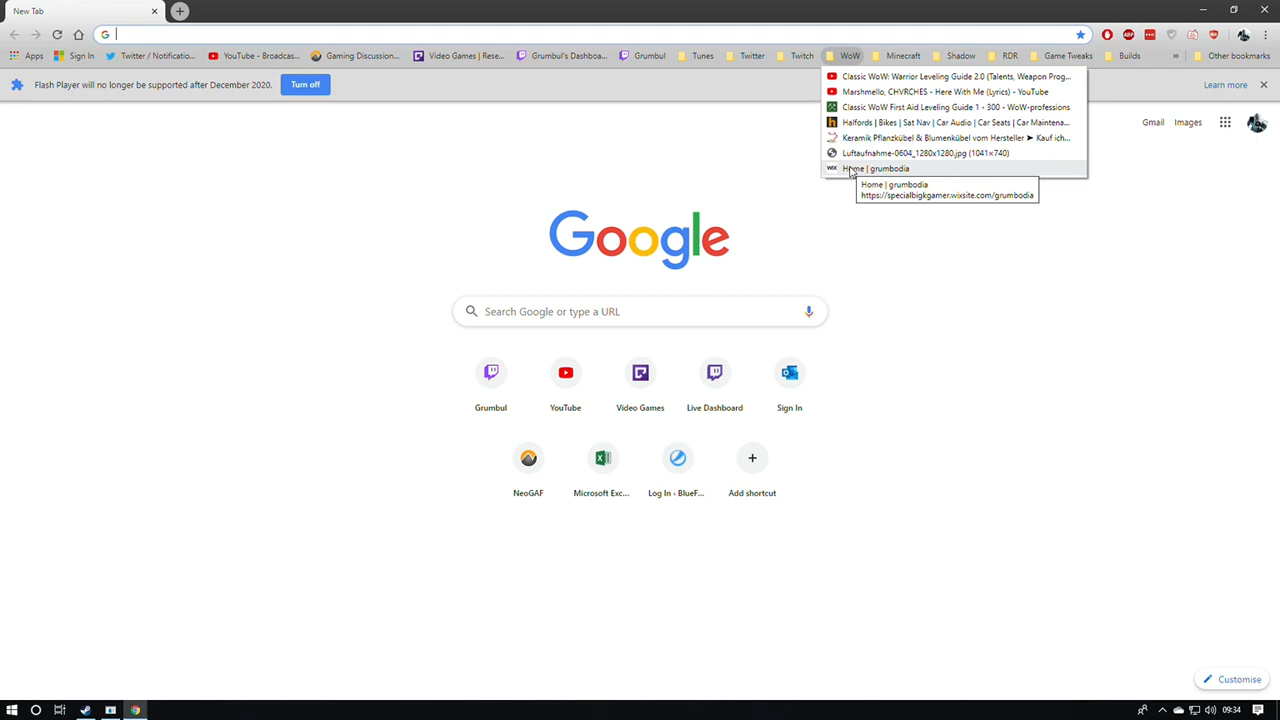 New Tab
Apps Sign In Twitter / Notificatio... YouTube - Broadcas... Gaming Discussion... Video Games | Rese... Grumbul's Dashboa... Grumbul Tunes Twitter Twitch WoW Minecraft Shadow RDR Game Tweaks Builds » Other bookmarks
Flash Player will no longer be supported after December 2020. Turn off Learn more
Classic WoW: Warrior Leveling Guide 2.0 (Talents, Weapon Prog...
Marshmello, CHVRCHES - Here With Me (Lyrics) - YouTube
Classic WoW First Aid Leveling Guide 1 - 300 - WoW-professions
Halfords | Bikes | Sat Nav | Car Audio | Car Seats | Car Maintena...
Keramik Pflanzkübel & Blumenkübel vom Hersteller ➤ Kauf ich...
Luftaufnahme-0604_1280x1280.jpg (1041×740)
WIX Home | grumbodia
Home | grumbodia
https://specialbigkgamer.wixsite.com/grumbodia
Gmail Images
Google
Search Google or type a URL
Grumbul YouTube Video Games Live Dashboard Sign In
NeoGAF Microsoft Exc... Log In ‹ BlueF... Add shortcut
Customise
09:34